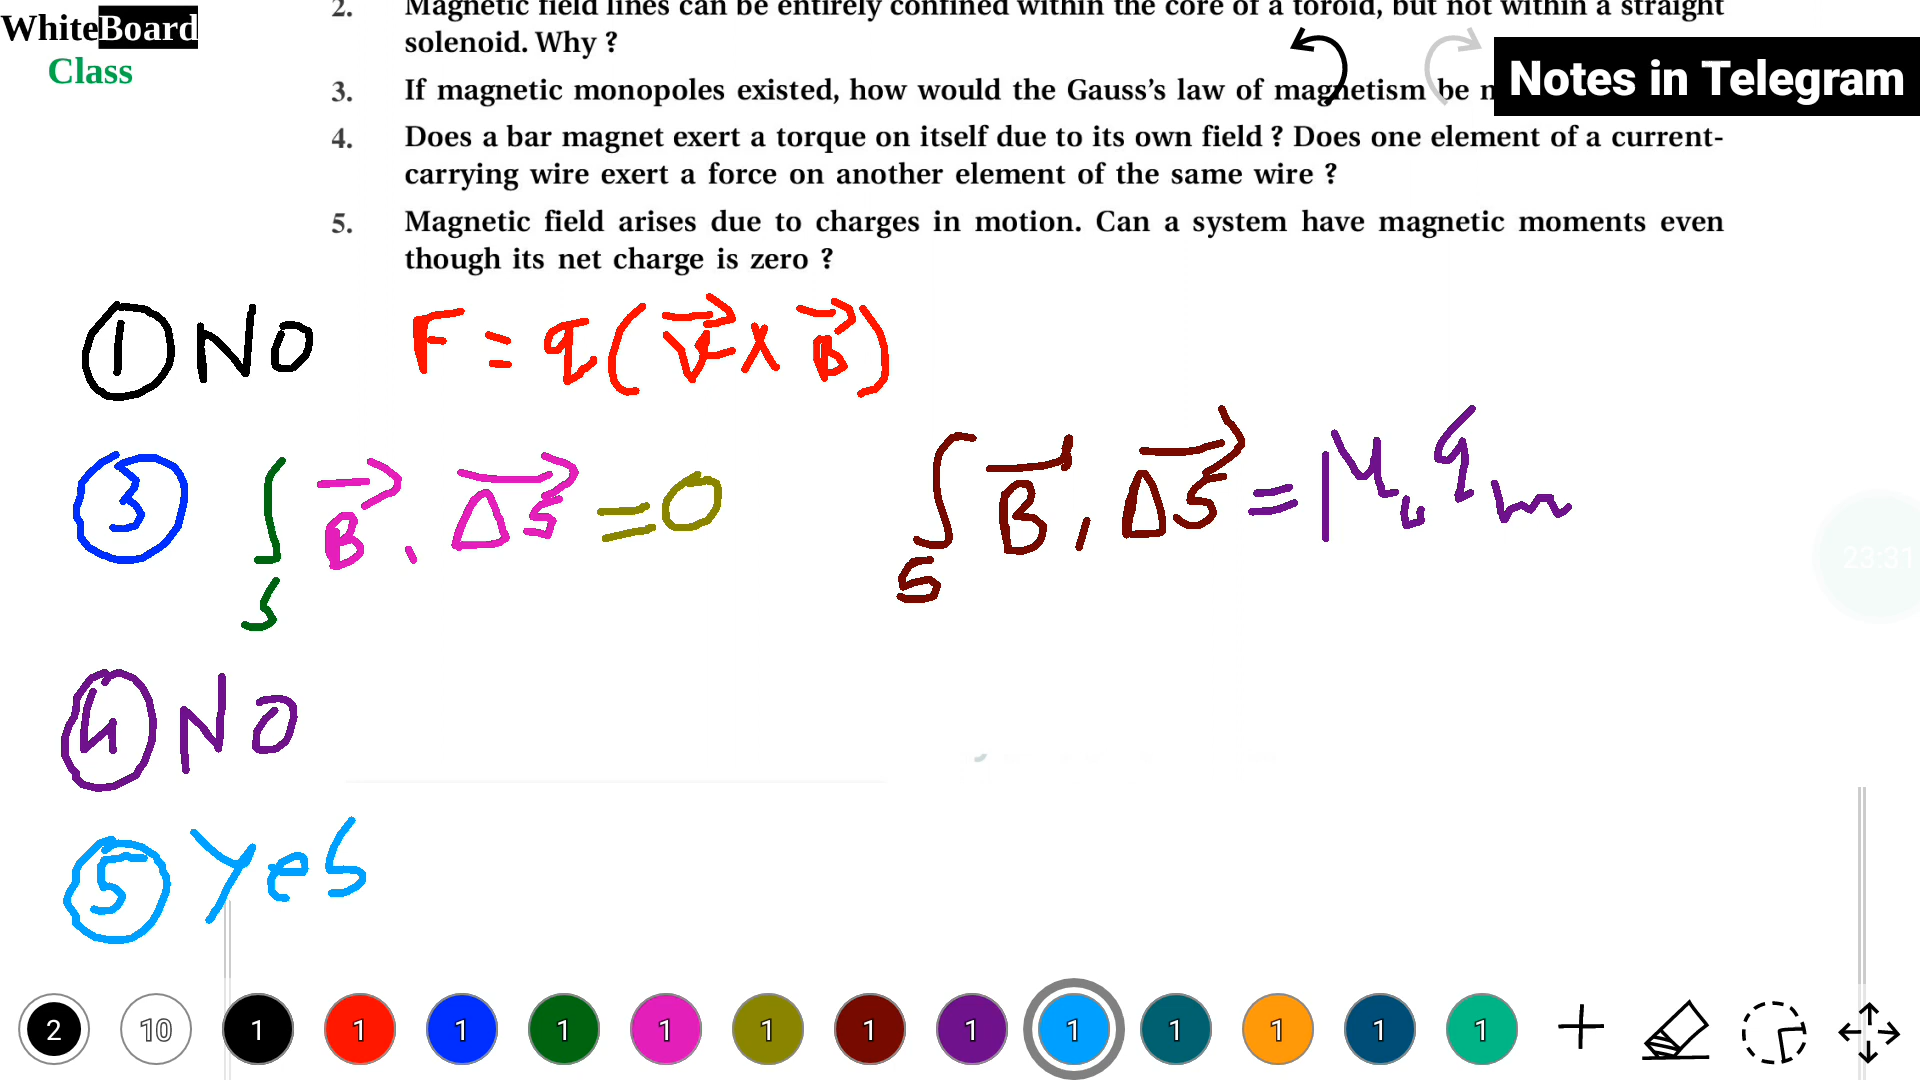 WhiteBoard
Class
Notes in Telegram
2. Magnetic field lines can be entirely confined within the core of a toroid, but not within a straight
solenoid. Why ?
3. If magnetic monopoles existed, how would the Gauss's law of magnetism be
4. Does a bar magnet exert a torque on itself due to its own field ? Does one element of a current-
carrying wire exert a force on another element of the same wire ?
5. Magnetic field arises due to charges in motion. Can a system have magnetic moments even
though its net charge is zero ?
① NO F = q(v⃗ × B⃗)
③ ∫S B⃗ . ΔS⃗ = 0 ∫S B⃗ . ΔS⃗ = μ₀ qm
④ NO
⑤ Yes
23:31
2 10 1 1 1 1 1 1 1 1 1 1 1 1 1